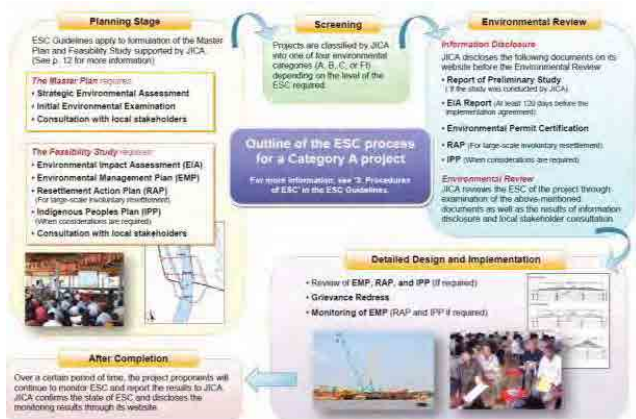 Planning Stage
ESC Guidelines apply to formulation of the Master
Plan and Feasibility Study supported by JICA.
(See p. 12 for more information)
The Master Plan requires:
• Strategic Environmental Assessment
• Initial Environmental Examination
• Consultation with local stakeholders
The Feasibility Study requires:
• Environmental Impact Assessment (EIA)
• Environmental Management Plan (EMP)
• Resettlement Action Plan (RAP)
(For large-scale involuntary resettlement)
• Indigenous Peoples Plan (IPP)
(When considerations are required)
• Consultation with local stakeholders
Screening
Projects are classified by JICA
into one of four environmental
categories (A, B, C, or FI)
depending on the level of the
ESC required.
Outline of the ESC process
for a Category A project
For more information, see "3. Procedures
of ESC" in the ESC Guidelines.
Environmental Review
Information Disclosure
JICA discloses the following documents on its
website before the Environmental Review
• Report of Preliminary Study
(If the study was conducted by JICA)
• EIA Report (At least 120 days before the
implementation agreement)
• Environmental Permit Certification
• RAP (For large-scale involuntary resettlement)
• IPP (When considerations are required)
Environmental Review
JICA reviews the ESC of the project through
examination of the above-mentioned
documents as well as the results of information
disclosure and local stakeholder consultation.
Detailed Design and Implementation
• Review of EMP, RAP, and IPP (if required)
• Grievance Redress
• Monitoring of EMP (RAP and IPP if required)
After Completion
Over a certain period of time, the project proponents will
continue to monitor ESC and report the results to JICA.
JICA confirms the state of ESC and discloses the
monitoring results through its website.